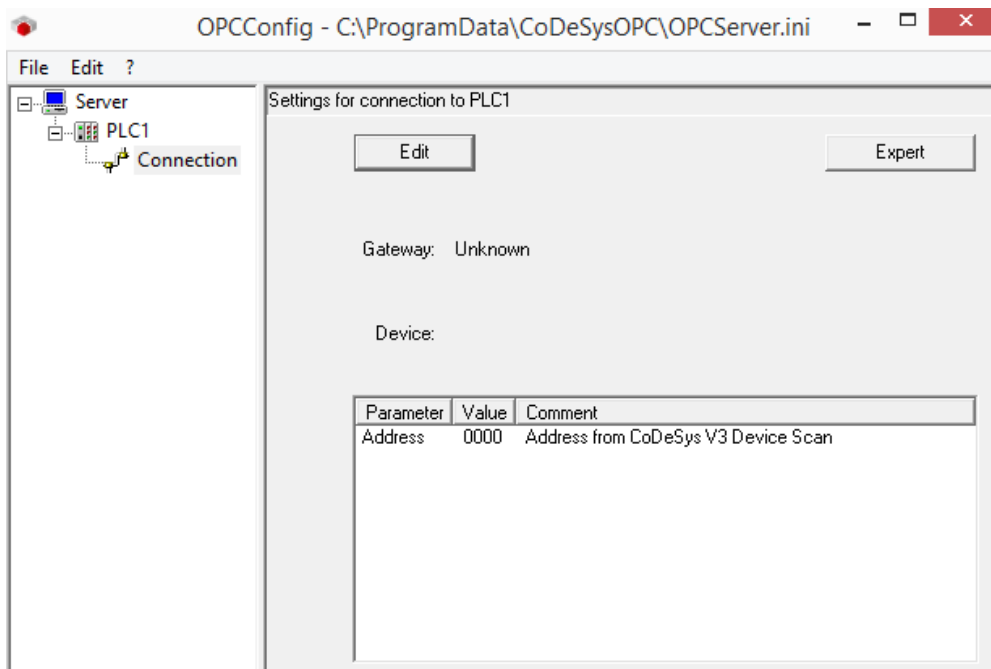 OPCConfig - C:\ProgramData\CoDeSysOPC\OPCServer.ini
File Edit ?
Server
PLC1
Connection
Settings for connection to PLC1
Edit
Expert
Gateway: Unknown
Device:
Parameter Value Comment
Address 0000 Address from CoDeSys V3 Device Scan